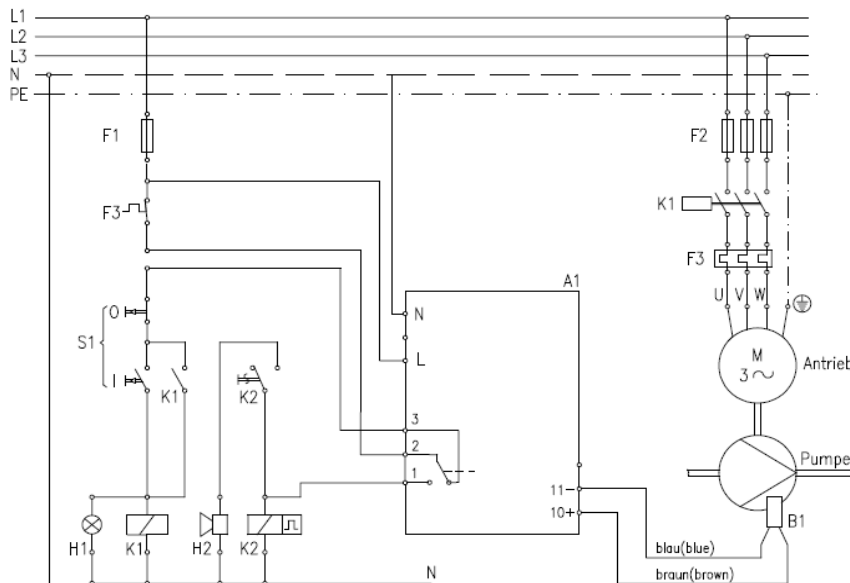 L1
L2
L3
N
PE
F1
F2
F3
K1
A1
F3
U V W
O
N
S1
M
3
Antrieb
L
I
K1
K2
3
2
Pumpe
1
11-
10+
B1
blau(blue)
H1
K1
H2
K2
N
braun(brown)